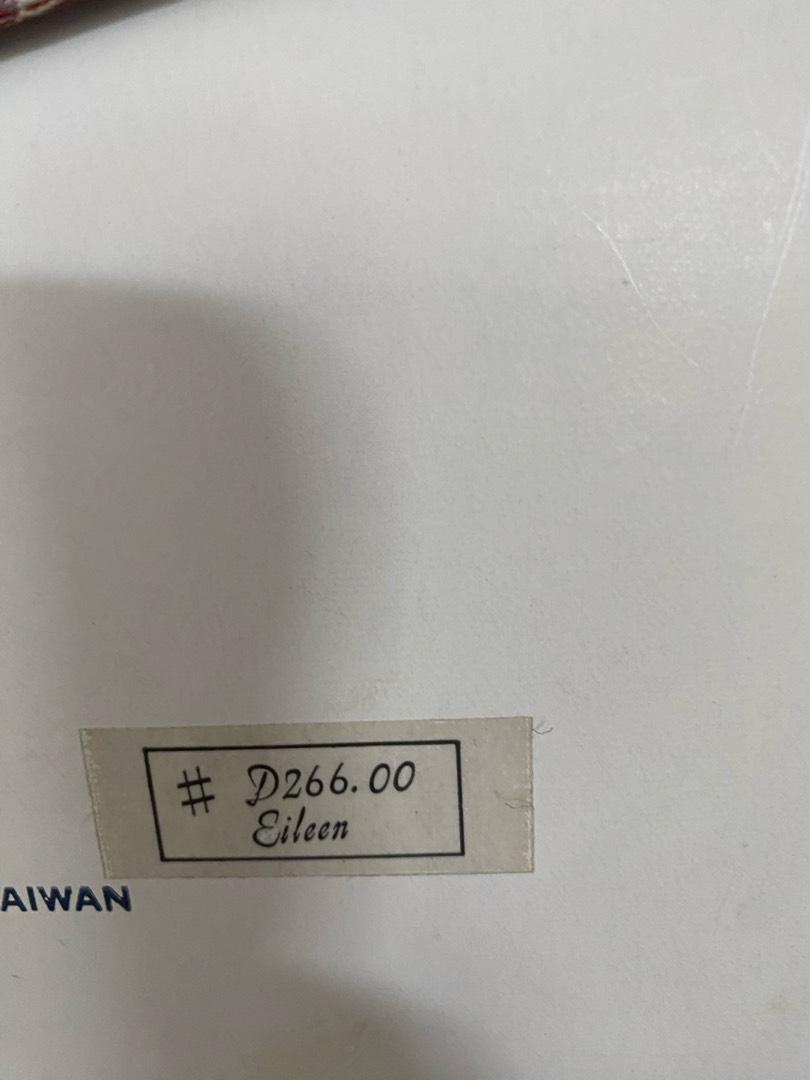 # D266.00
Eileen
AIWAN